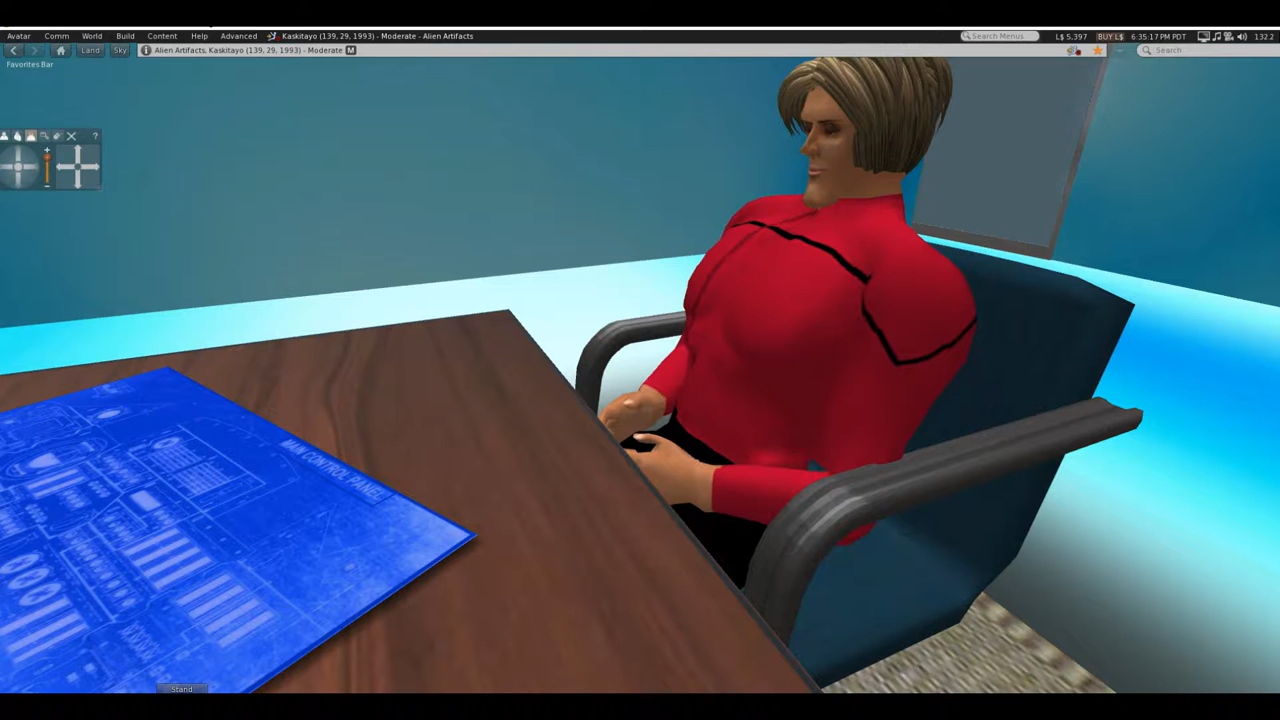 Avatar Comm World Build Content Help Advanced Kaskitayo (139, 29, 1993) - Moderate - Alien Artifacts Search Menus L$ 5,397 BUY L$ 6:35:17 PM PDT 132.2
Land Sky Alien Artifacts, Kaskitayo (139, 29, 1993) - Moderate M Search
Favorites Bar
?
MAIN CONTROL PANEL
Stand